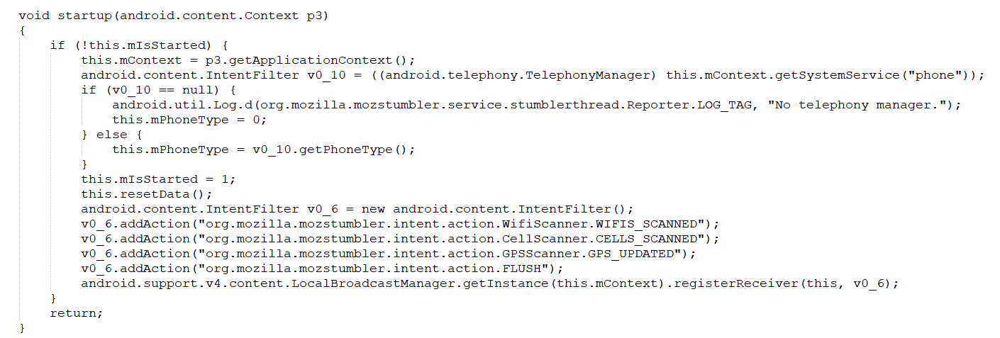 void startup(android.content.Context p3)
{
    if (!this.mIsStarted) {
        this.mContext = p3.getApplicationContext();
        android.content.IntentFilter v0_10 = ((android.telephony.TelephonyManager) this.mContext.getSystemService("phone"));
        if (v0_10 == null) {
            android.util.Log.d(org.mozilla.mozstumbler.service.stumblerthread.Reporter.LOG_TAG, "No telephony manager.");
            this.mPhoneType = 0;
        } else {
            this.mPhoneType = v0_10.getPhoneType();
        }
        this.mIsStarted = 1;
        this.resetData();
        android.content.IntentFilter v0_6 = new android.content.IntentFilter();
        v0_6.addAction("org.mozilla.mozstumbler.intent.action.WifiScanner.WIFIS_SCANNED");
        v0_6.addAction("org.mozilla.mozstumbler.intent.action.CellScanner.CELLS_SCANNED");
        v0_6.addAction("org.mozilla.mozstumbler.intent.action.GPSScanner.GPS_UPDATED");
        v0_6.addAction("org.mozilla.mozstumbler.intent.action.FLUSH");
        android.support.v4.content.LocalBroadcastManager.getInstance(this.mContext).registerReceiver(this, v0_6);
    }
    return;
}